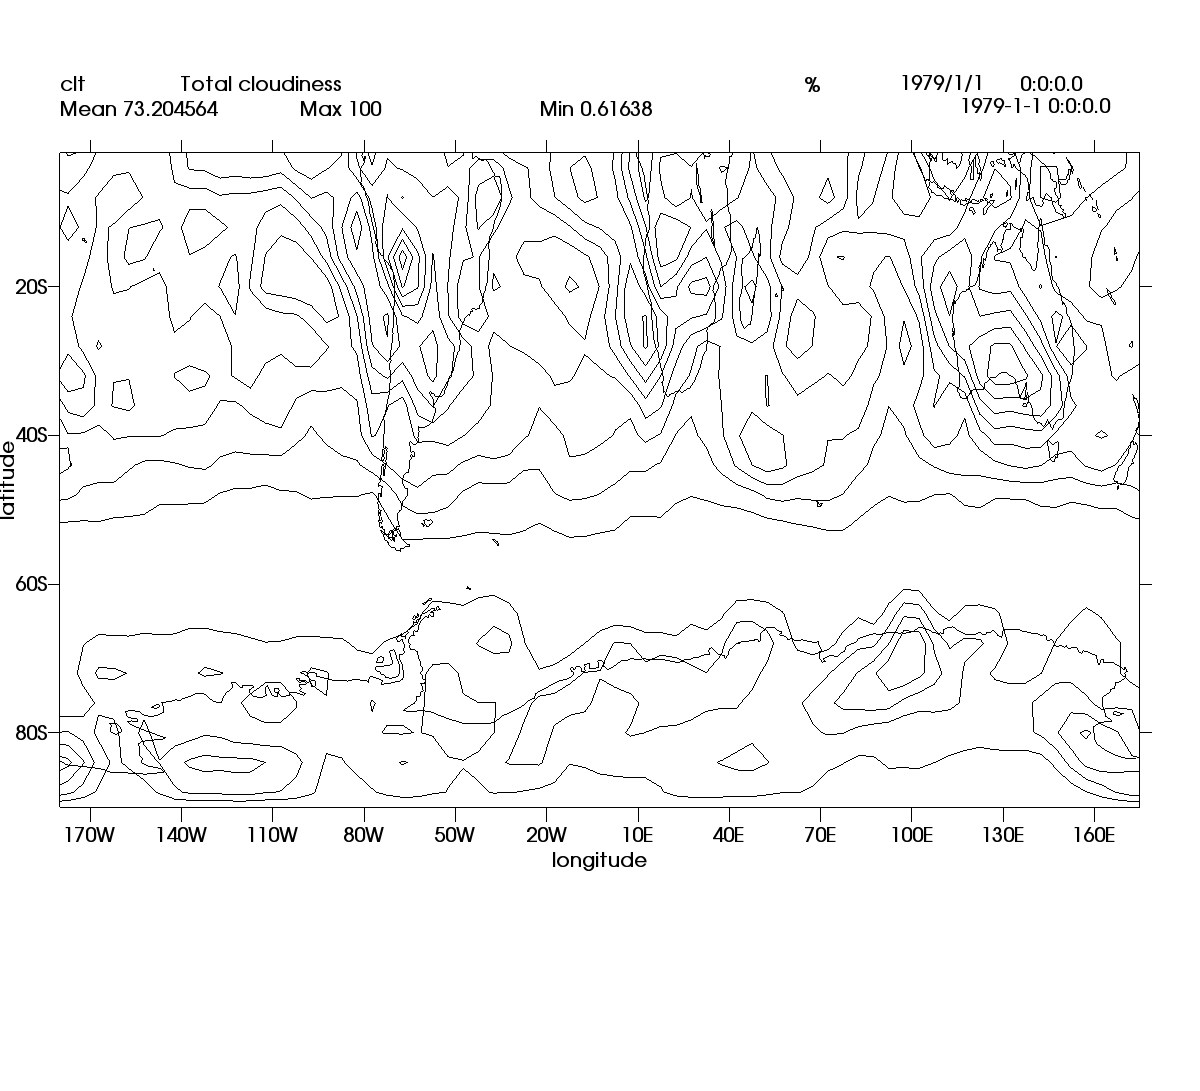 clt Total cloudiness % 1979/1/1 0:0:0.0
Mean 73.204564 Max 100 Min 0.61638 1979-1-1 0:0:0.0
20S
40S
latitude
60S
80S
170W 140W 110W 80W 50W 20W 10E 40E 70E 100E 130E 160E
longitude